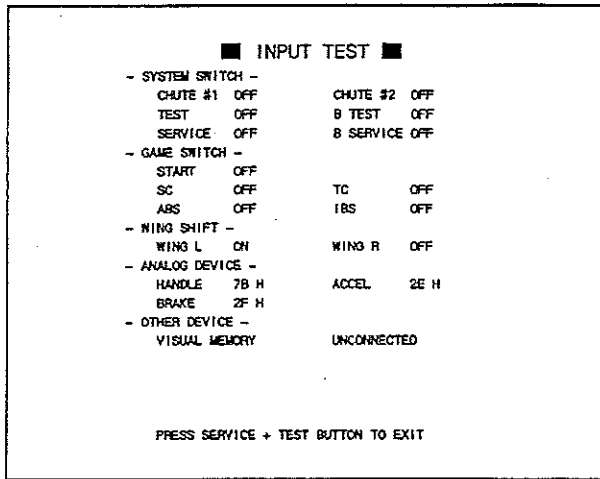 INPUT TEST
- SYSTEM SWITCH -
CHUTE #1 OFF CHUTE #2 OFF
TEST OFF B TEST OFF
SERVICE OFF B SERVICE OFF
- GAME SWITCH -
START OFF
SC OFF TC OFF
ABS OFF IBS OFF
- WING SHIFT -
WING L ON WING R OFF
- ANALOG DEVICE -
HANDLE 7B H ACCEL 2E H
BRAKE 2F H
- OTHER DEVICE -
VISUAL MEMORY UNCONNECTED
PRESS SERVICE + TEST BUTTON TO EXIT